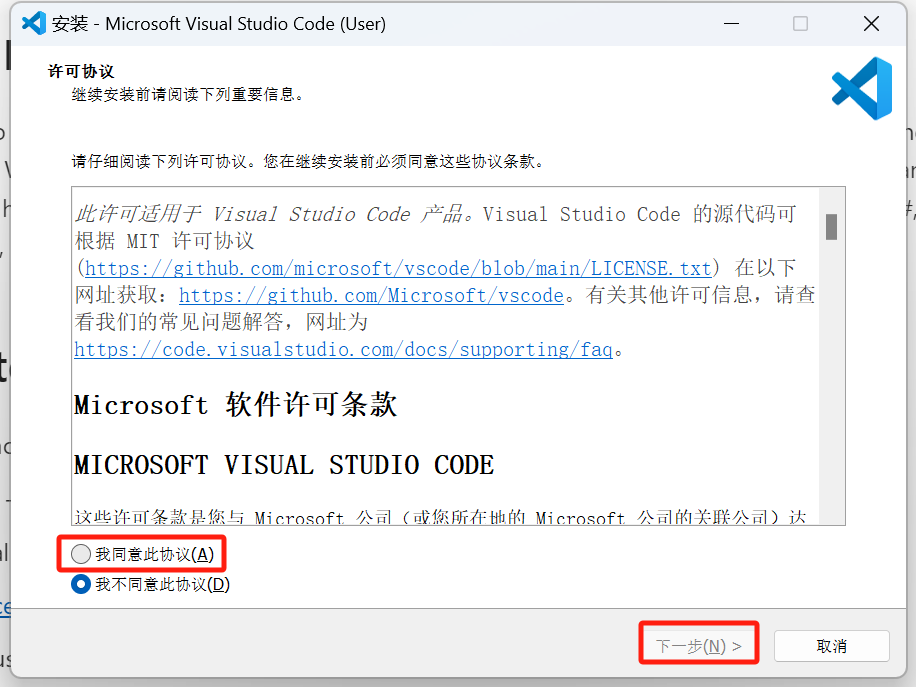 安装 - Microsoft Visual Studio Code (User)
许可协议
继续安装前请阅读下列重要信息。
请仔细阅读下列许可协议。您在继续安装前必须同意这些协议条款。
此许可适用于 Visual Studio Code 产品。Visual Studio Code 的源代码可
根据 MIT 许可协议
(https://github.com/microsoft/vscode/blob/main/LICENSE.txt) 在以下
网址获取：https://github.com/Microsoft/vscode。有关其他许可信息，请查
看我们的常见问题解答，网址为
https://code.visualstudio.com/docs/supporting/faq。
Microsoft 软件许可条款
MICROSOFT VISUAL STUDIO CODE
这些许可条款是您与 Microsoft 公司（或您所在地的 Microsoft 公司的关联公司）达
我同意此协议(A)
我不同意此协议(D)
下一步(N) >
取消